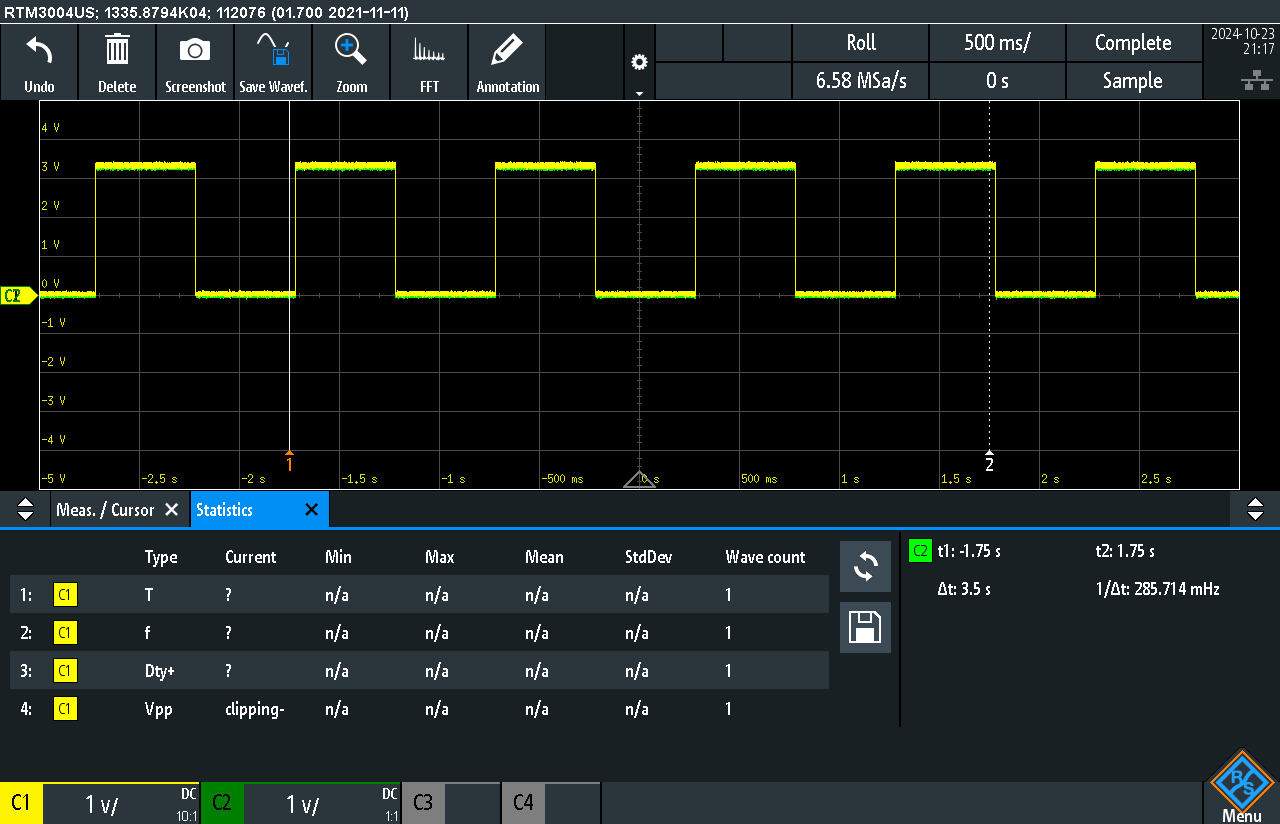 RTM3004US; 1335.8794K04; 112076 (01.700 2021-11-11)
Undo Delete Screenshot Save Wavef. Zoom FFT Annotation
Roll 500 ms/ Complete
6.58 MSa/s 0 s Sample
2024-10-23
21:17
4 V
3 V
2 V
1 V
0 V
C2
-1 V
-2 V
-3 V
-4 V
1 2
-5 V -2.5 s -2 s -1.5 s -1 s -500 ms 0 s 500 ms 1 s 1.5 s 2 s 2.5 s
Meas. / Cursor Statistics
Type Current Min Max Mean StdDev Wave count
1: C1 T ? n/a n/a n/a n/a 1
2: C1 f ? n/a n/a n/a n/a 1
3: C1 Dty+ ? n/a n/a n/a n/a 1
4: C1 Vpp clipping- n/a n/a n/a n/a 1
C2 t1: -1.75 s t2: 1.75 s
Δt: 3.5 s 1/Δt: 285.714 mHz
C1 1 V/ DC 10:1
C2 1 V/ DC 1:1
C3
C4
R S
Menu